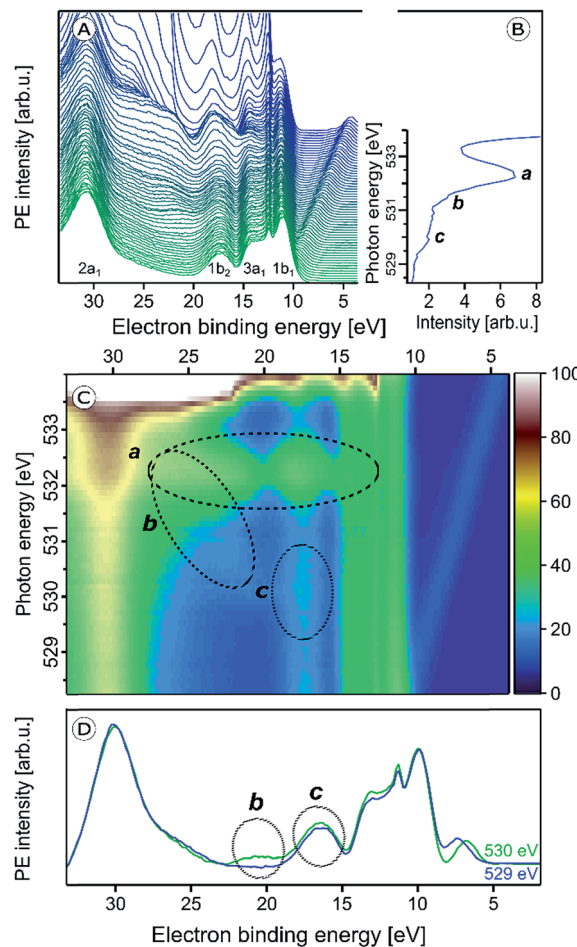 A
B
PE intensity [arb.u.]
2a₁
1b₂
3a₁
1b₁
30
25
20
15
10
5
Electron binding energy [eV]
Photon energy [eV]
533
531
529
a
b
c
2
4
6
8
Intensity [arb.u.]
30
25
20
15
10
5
C
Photon energy [eV]
533
532
531
530
529
a
b
c
100
80
60
40
20
0
D
PE intensity [arb.u.]
b
c
530 eV
529 eV
30
25
20
15
10
5
Electron binding energy [eV]